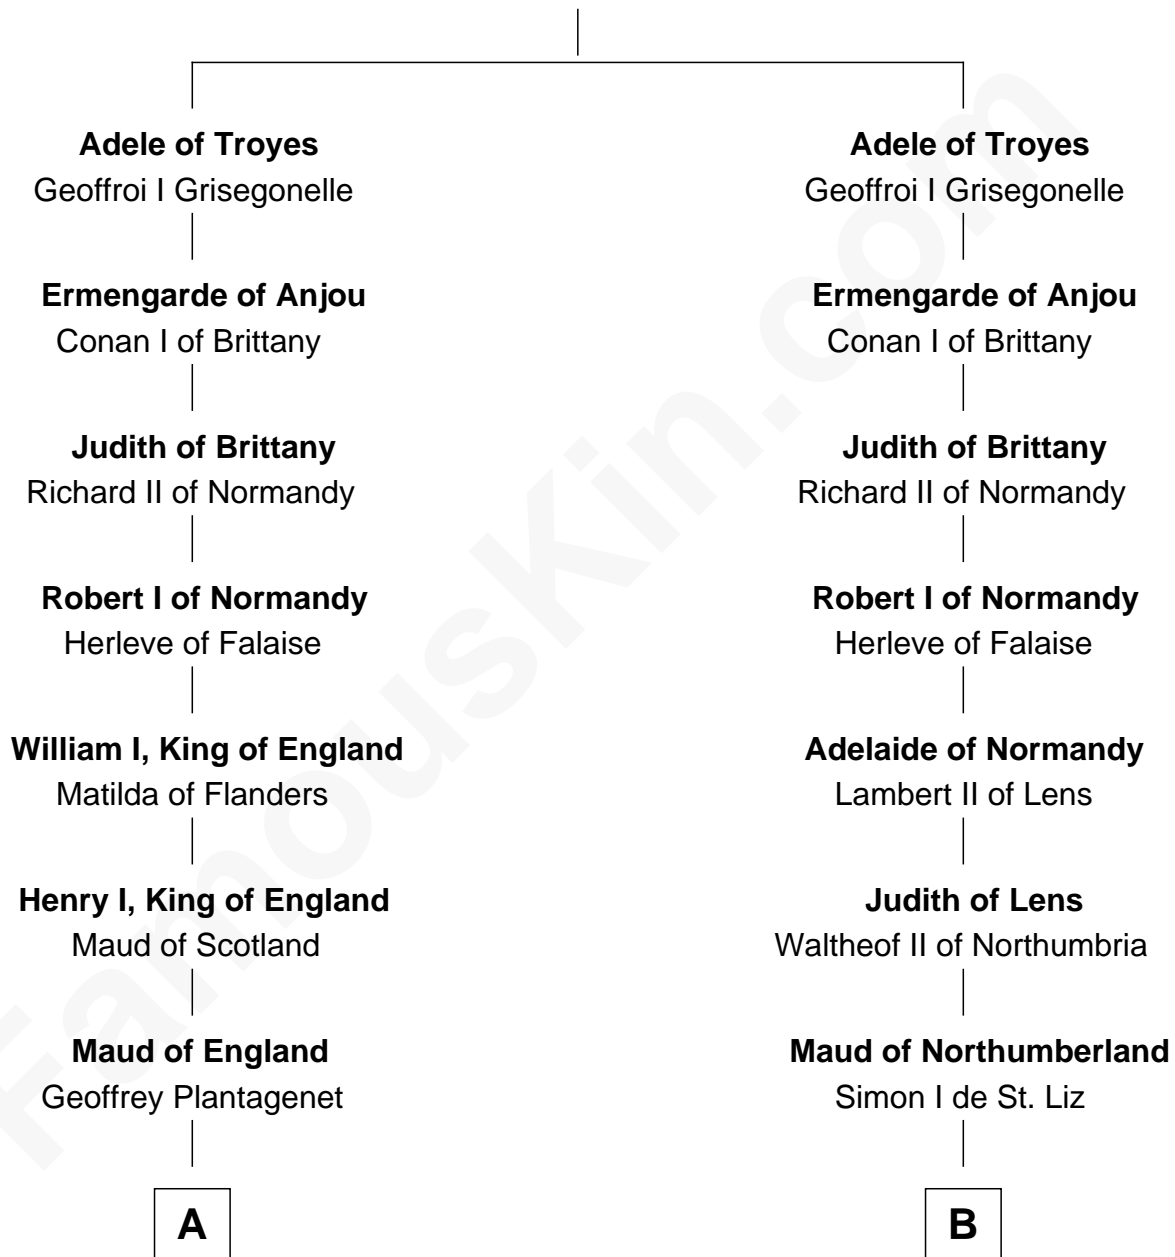 Adele of Troyes
Geoffroi I Grisegonelle
Ermengarde of Anjou
Conan I of Brittany
Judith of Brittany
Richard II of Normandy
Robert I of Normandy
Herleve of Falaise
William I, King of England
Matilda of Flanders
Henry I, King of England
Maud of Scotland
Maud of England
Geoffrey Plantagenet
A
Adele of Troyes
Geoffroi I Grisegonelle
Ermengarde of Anjou
Conan I of Brittany
Judith of Brittany
Richard II of Normandy
Robert I of Normandy
Herleve of Falaise
Adelaide of Normandy
Lambert II of Lens
Judith of Lens
Waltheof II of Northumbria
Maud of Northumberland
Simon I de St. Liz
B
FamousKin.com